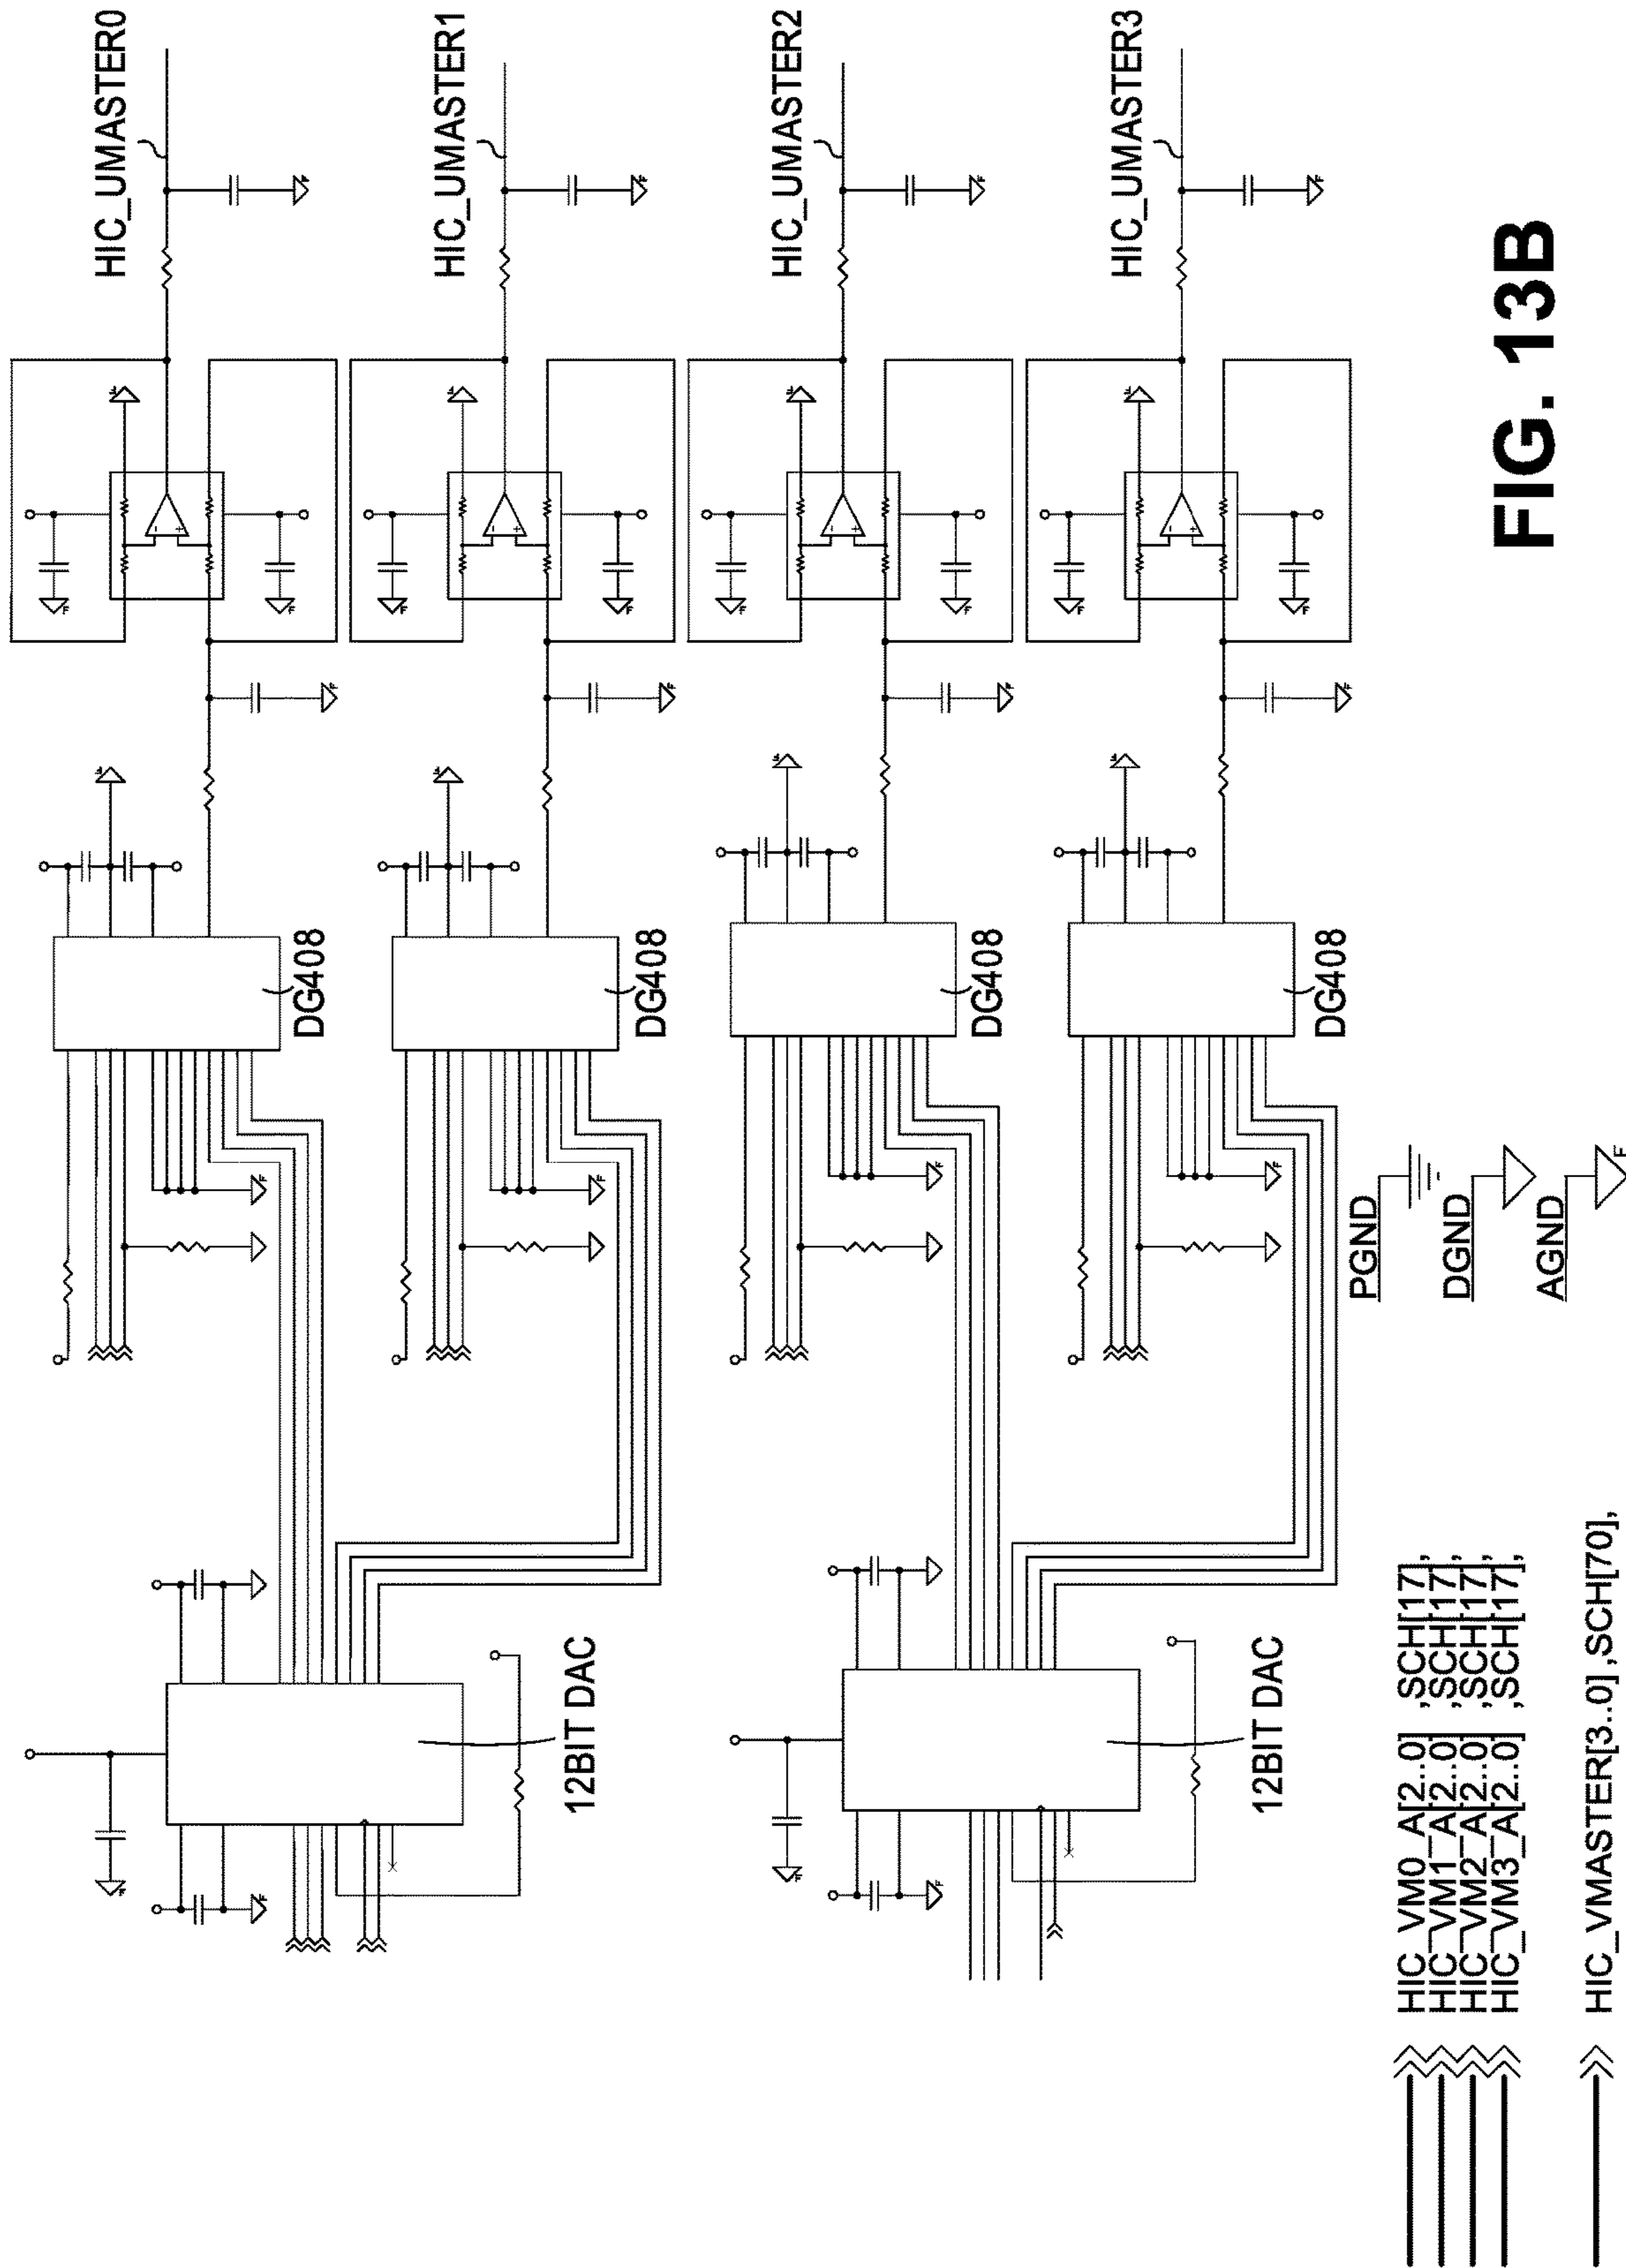 HIC_UMASTER0
HIC_UMASTER1
HIC_UMASTER2
HIC_UMASTER3
DG408
DG408
DG408
DG408
12BIT DAC
12BIT DAC
PGND
DGND
AGND
F
HIC_VM0_A[2..0] ,SCH[17],
HIC_VM1_A[2..0] ,SCH[17],
HIC_VM2_A[2..0] ,SCH[17],
HIC_VM3_A[2..0] ,SCH[17],
HIC_VMASTER[3..0] ,SCH[70],
FIG. 13B